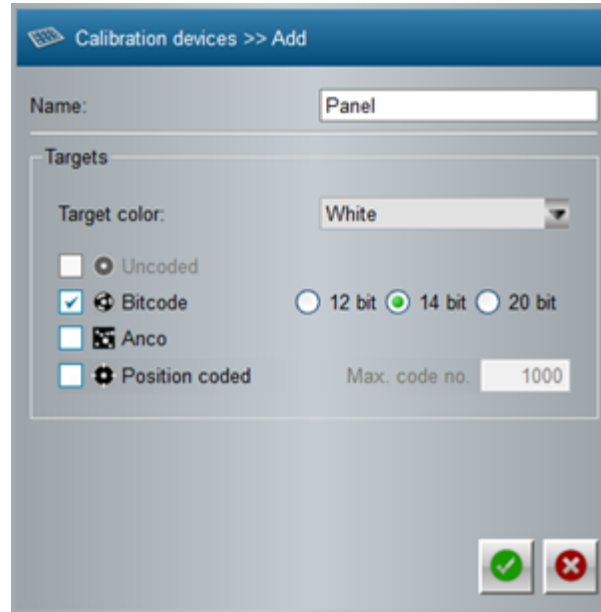 Calibration devices >> Add
Name: Panel
Targets
Target color: White
Uncoded
Bitcode 12 bit 14 bit 20 bit
Anco
Position coded Max. code no. 1000